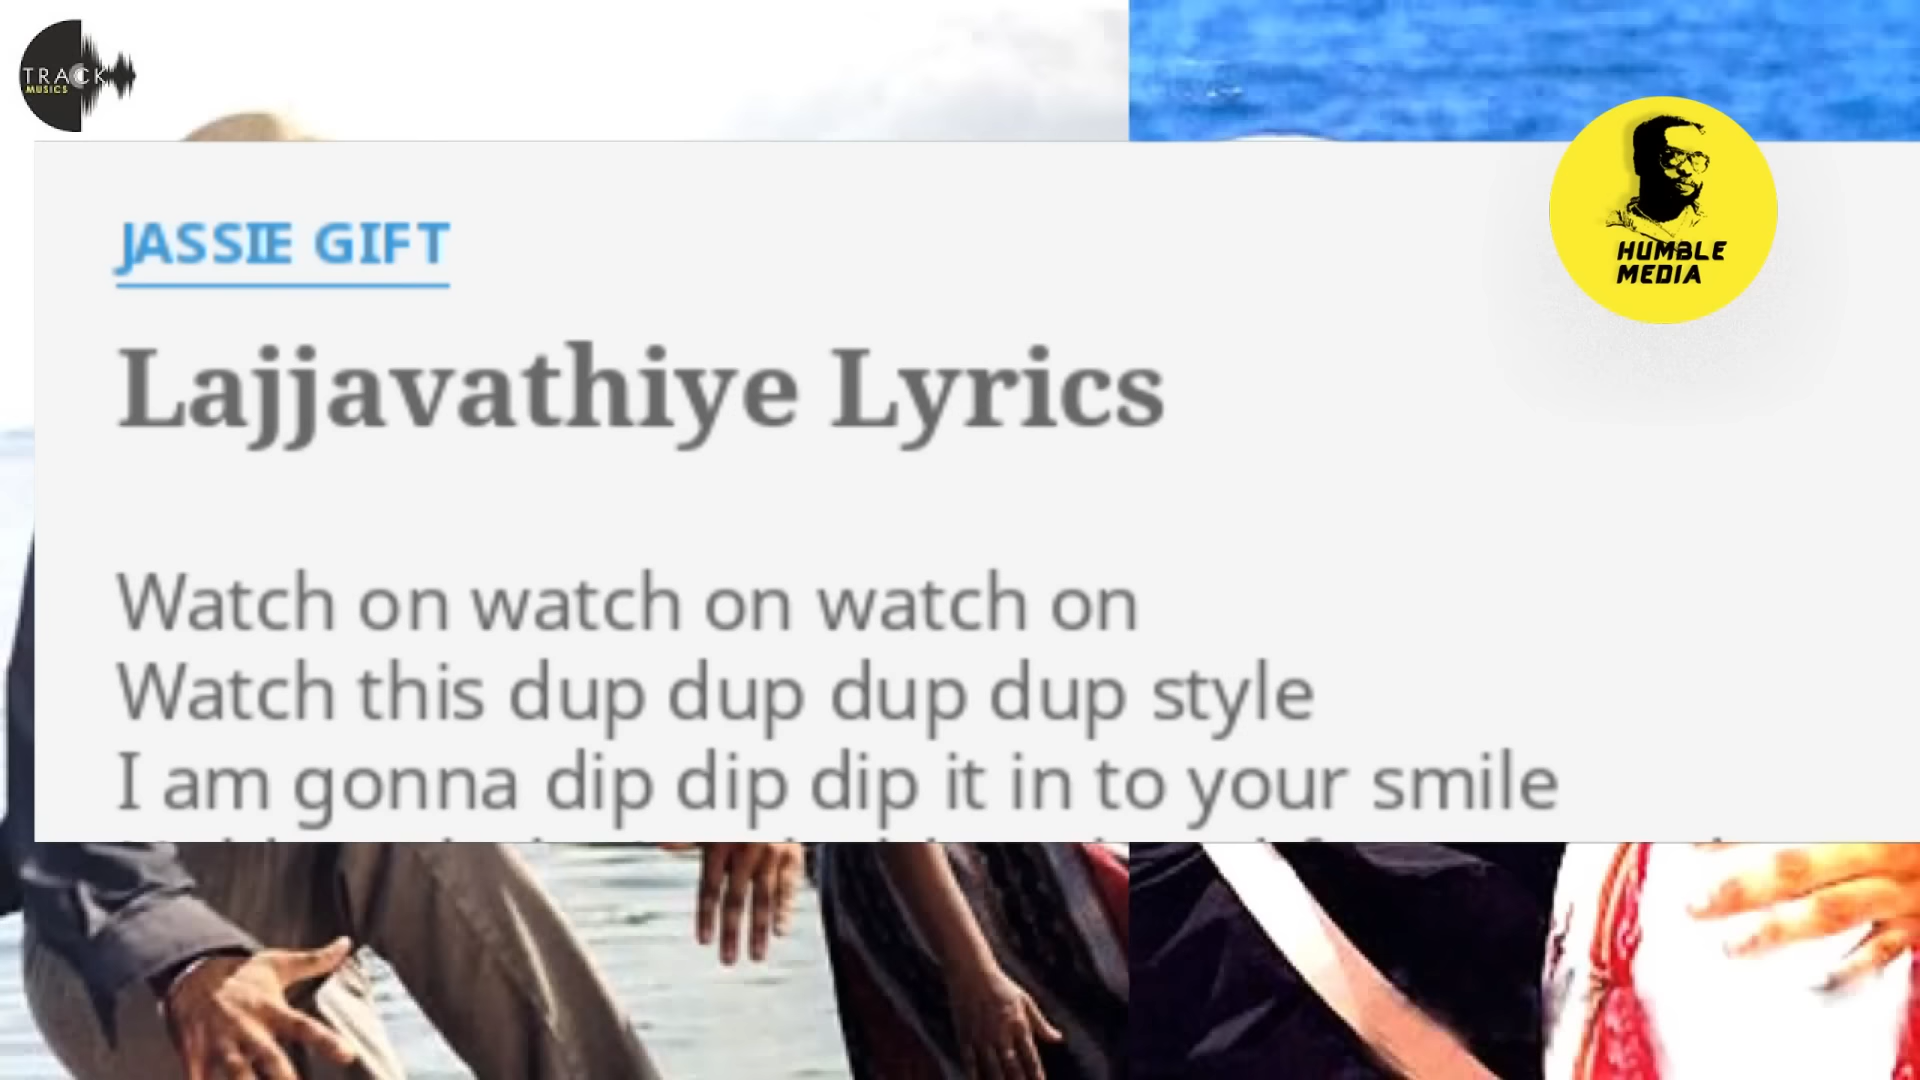 TRACK
MUSICS
HUMBLE
MEDIA
JASSIE GIFT
Lajjavathiye Lyrics
Watch on watch on watch on
Watch this dup dup dup dup style
I am gonna dip dip dip it in to your smile